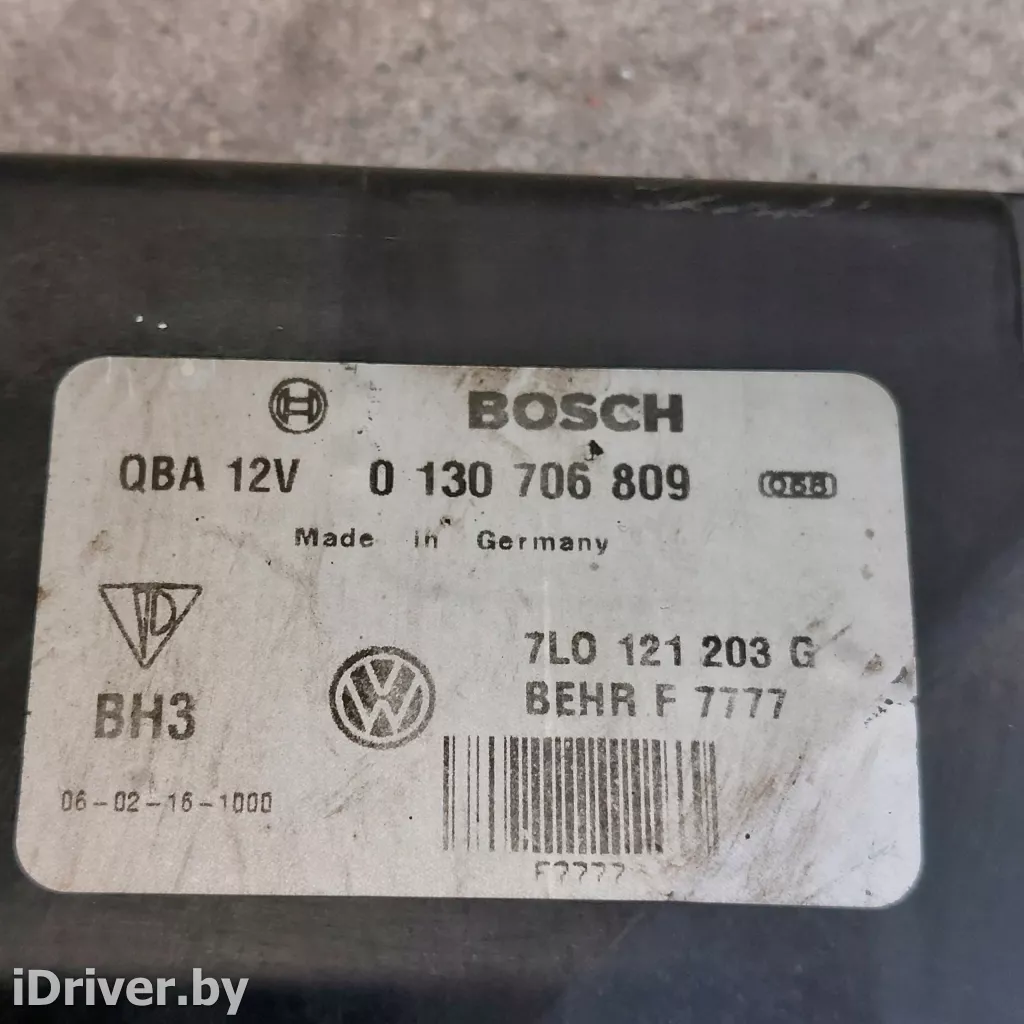 BOSCH
QBA 12V 0 130 706 809
Made in Germany
7L0 121 203 G
BH3
BEHR F 7777
06-02-16-1000
F7777
iDriver.by